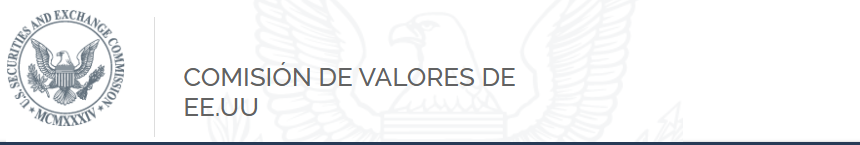 U.S. SECURITIES AND EXCHANGE COMMISSION
MCMXXXIV
COMISIÓN DE VALORES DE
EE.UU